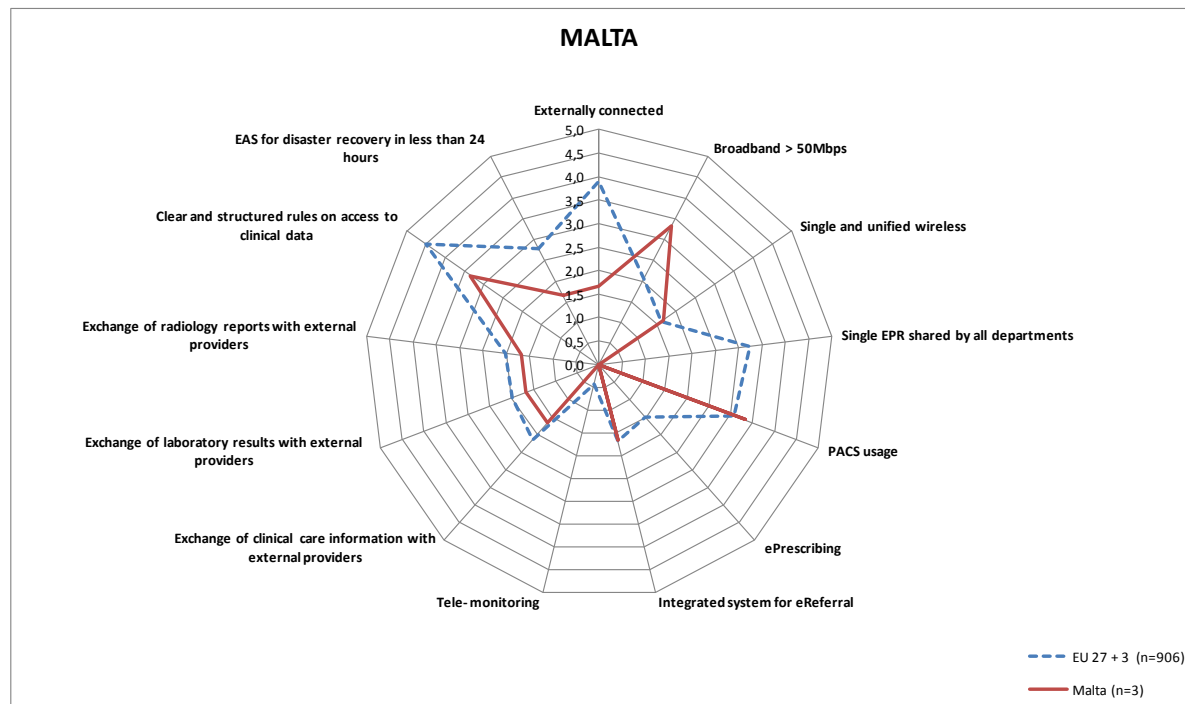 MALTA
Externally connected
EAS for disaster recovery in less than 24
hours
Broadband > 50Mbps
Clear and structured rules on access to
clinical data
Single and unified wireless
Exchange of radiology reports with external
providers
Single EPR shared by all departments
Exchange of laboratory results with external
providers
PACS usage
Exchange of clinical care information with
external providers
ePrescribing
Tele- monitoring
Integrated system for eReferral
5,0
4,5
4,0
3,5
3,0
2,5
2,0
1,5
1,0
0,5
0,0
EU 27 + 3 (n=906)
Malta (n=3)